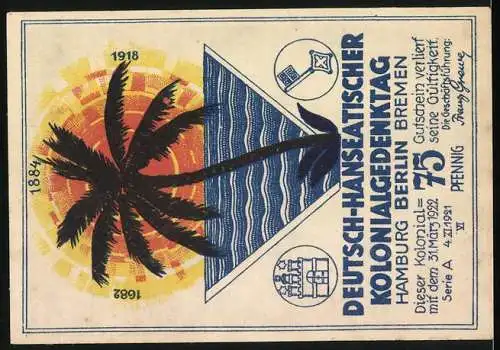 1918
1884
1682
DEUTSCH-HANSEATISCHER
KOLONIALGEDENKTAG
HAMBURG BERLIN BREMEN
Dieser Kolonial=
mit dem 31. März 1922
Serie A 4.XI.1921
VI
75
PFENNIG
Gutschein verliert
seine Gültigkeit.
Die Geschäftsführung: